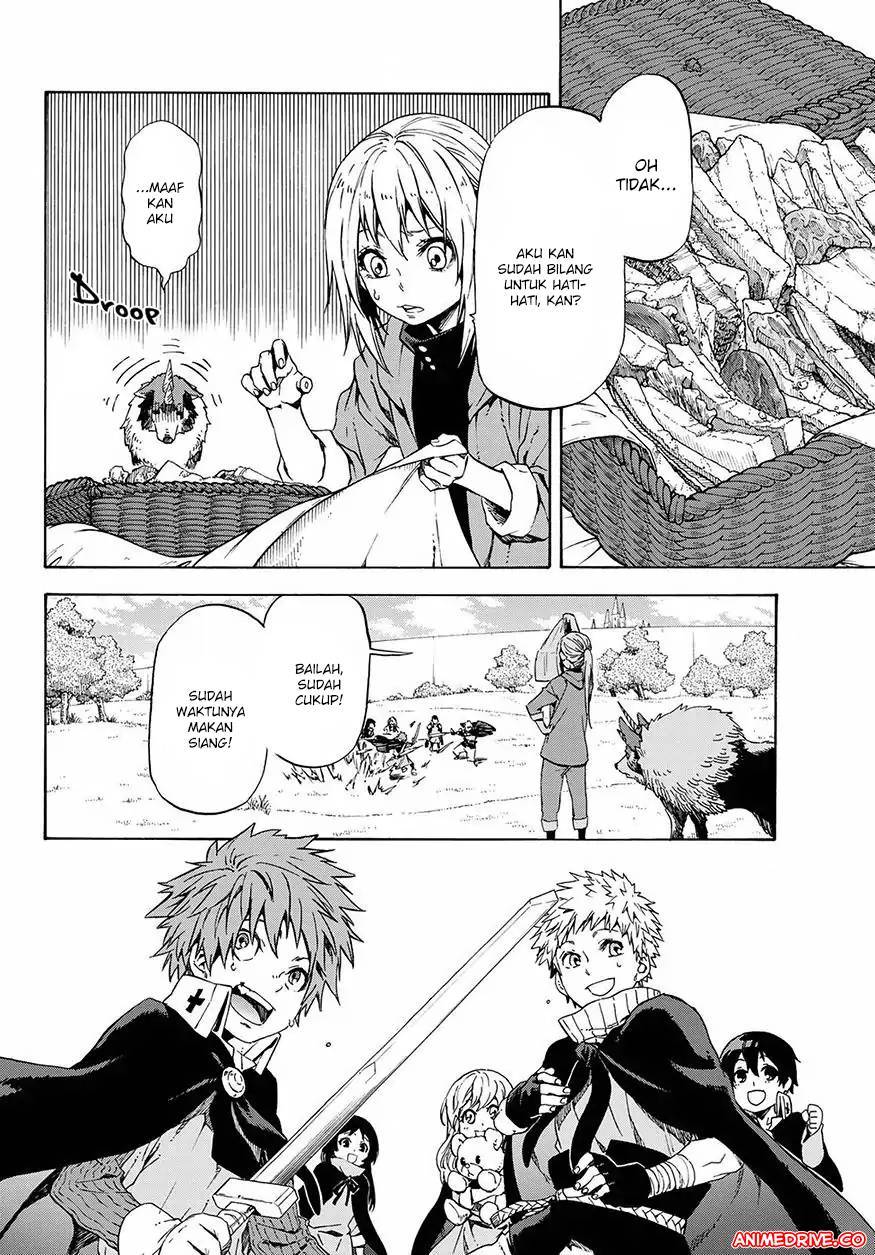 OH
TIDAK...
AKU KAN
SUDAH BILANG
UNTUK HATI-
HATI, KAN?
...MAAF
KAN
AKU
DROOP
BAILAH,
SUDAH
CUKUP!
SUDAH
WAKTUNYA
MAKAN
SIANG!
ANIMEDRIVE.CO